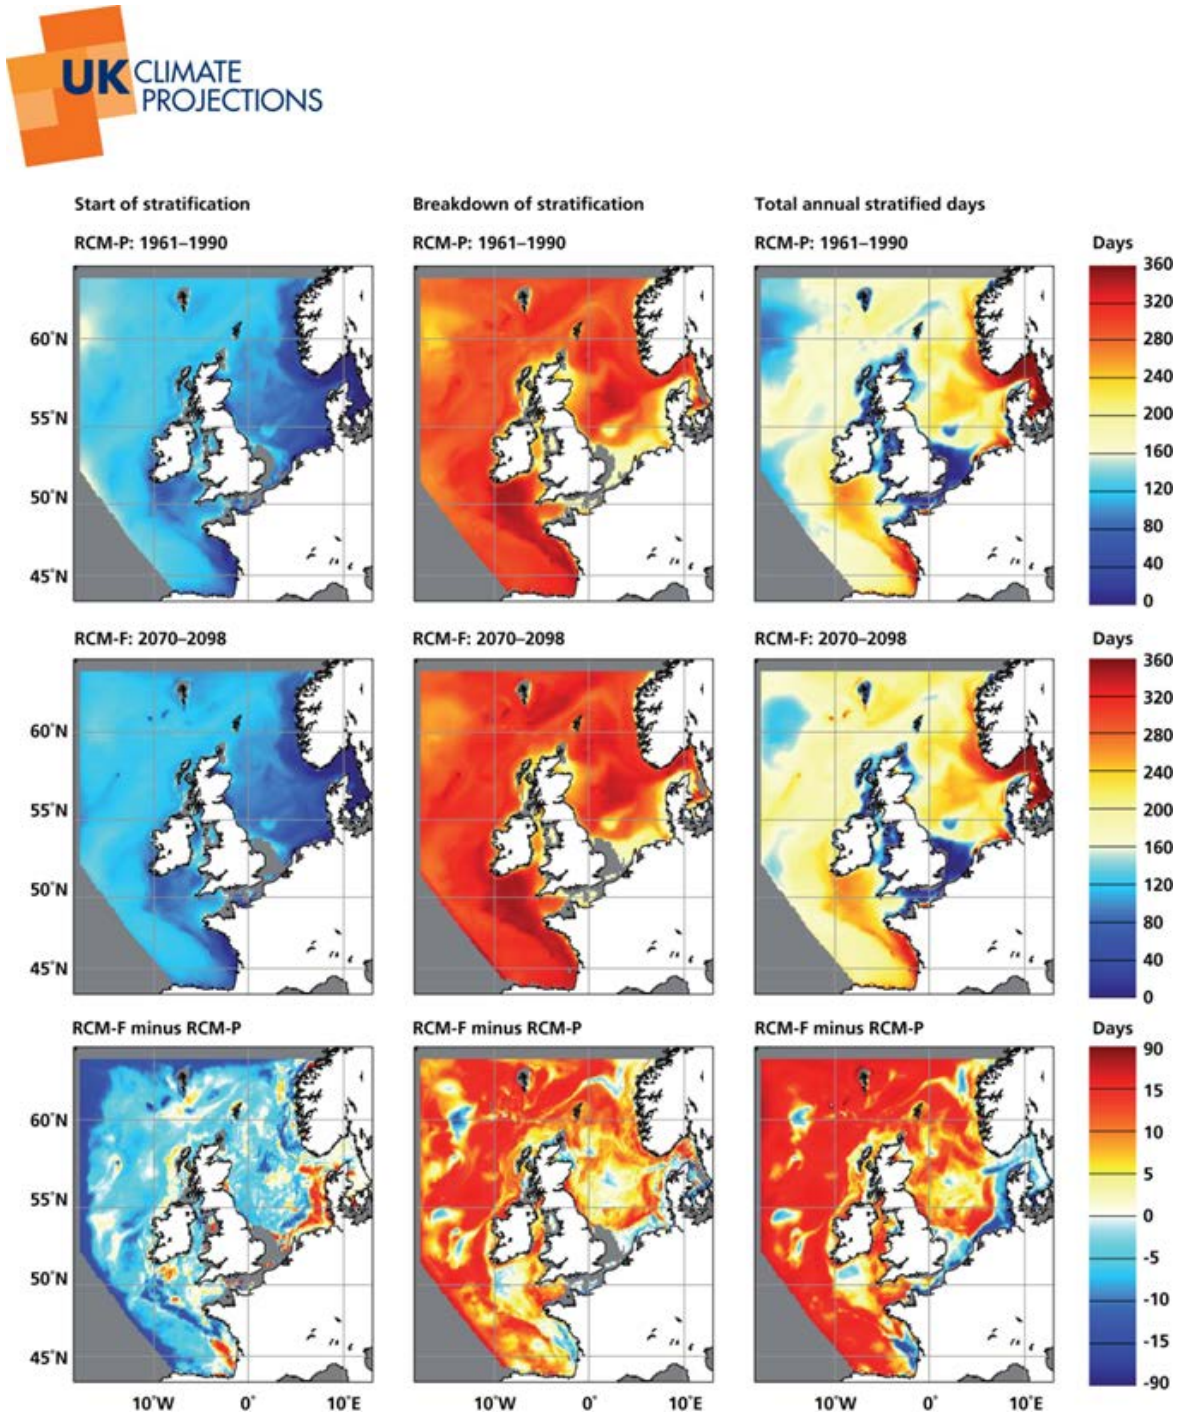 UK CLIMATE
PROJECTIONS
Start of stratification
Breakdown of stratification
Total annual stratified days
RCM-P: 1961–1990
RCM-P: 1961–1990
RCM-P: 1961–1990
Days
360
320
280
240
200
160
120
80
40
0
60°N
55°N
50°N
45°N
RCM-F: 2070–2098
RCM-F: 2070–2098
RCM-F: 2070–2098
Days
360
320
280
240
200
160
120
80
40
0
60°N
55°N
50°N
45°N
RCM-F minus RCM-P
RCM-F minus RCM-P
RCM-F minus RCM-P
Days
90
15
10
5
0
-5
-10
-15
-90
60°N
55°N
50°N
45°N
10°W
0°
10°E
10°W
0°
10°E
10°W
0°
10°E